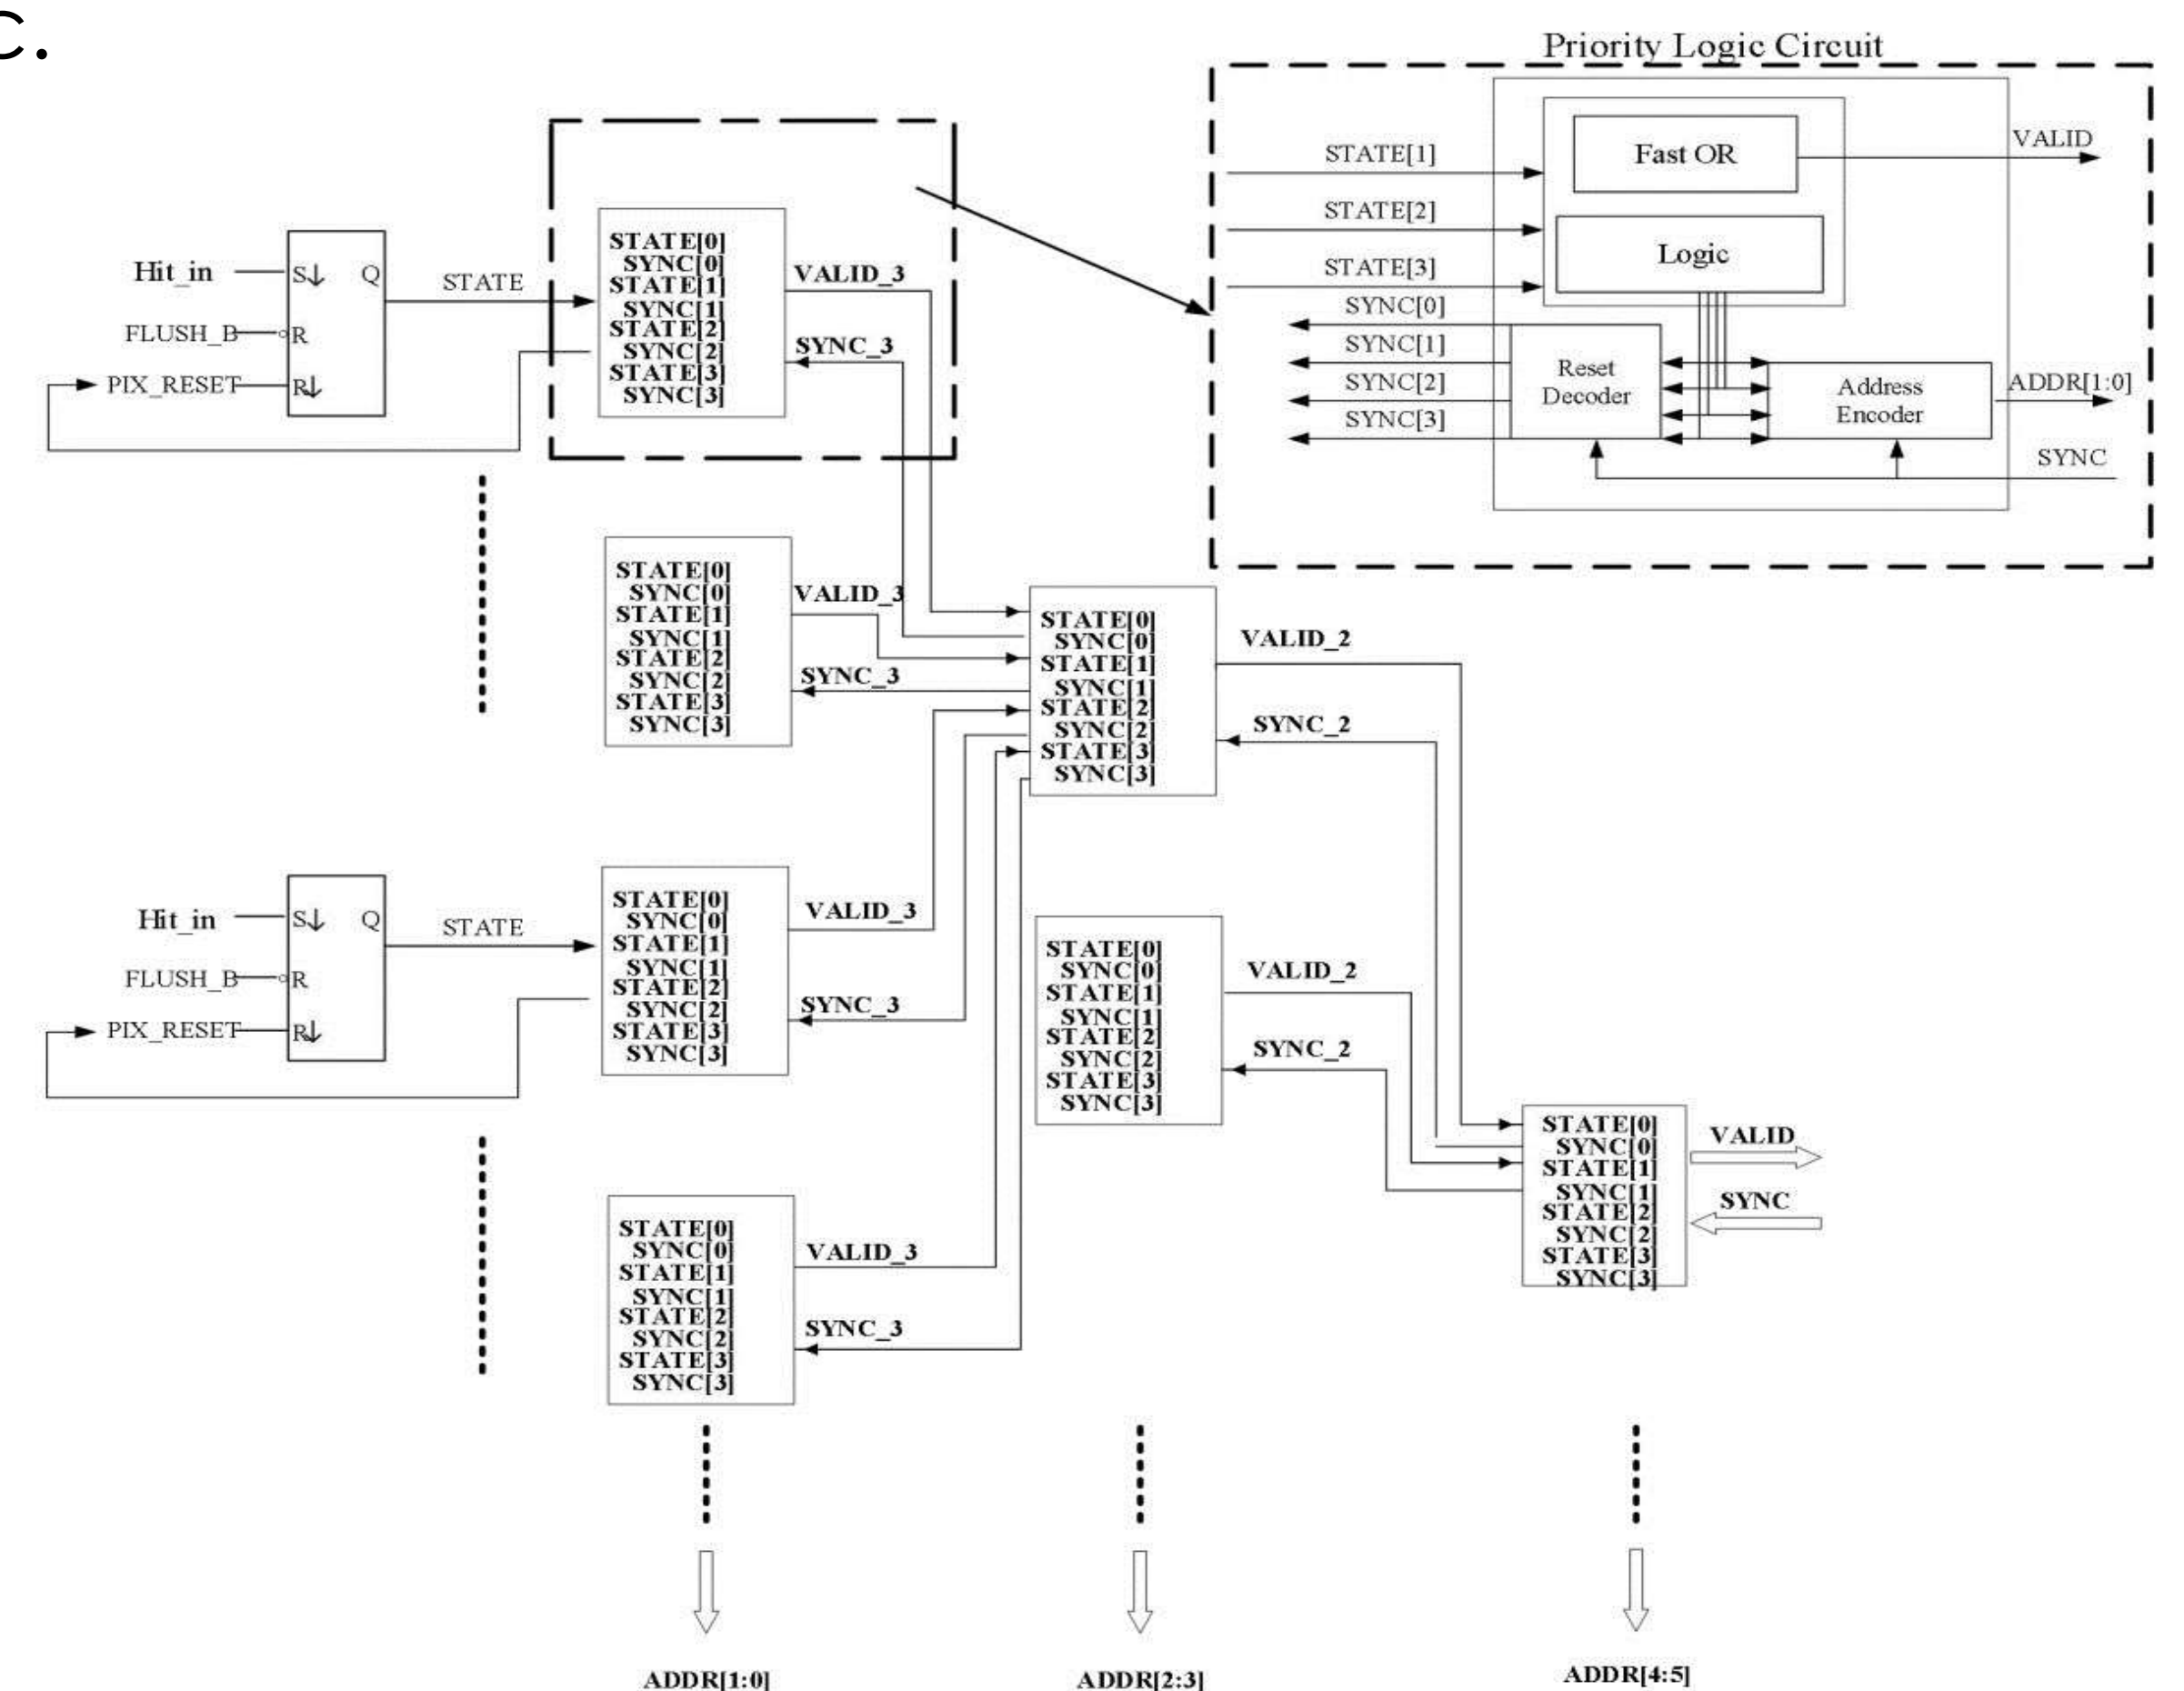 C.
Priority Logic Circuit
STATE[1]
STATE[2]
STATE[3]
SYNC[0]
SYNC[1]
SYNC[2]
SYNC[3]
Fast OR
Logic
Reset
Decoder
Address
Encoder
VALID
ADDR[1:0]
SYNC
Hit_in
FLUSH_B
PIX_RESET
S↓
Q
R
R↓
STATE
STATE[0]
SYNC[0]
STATE[1]
SYNC[1]
STATE[2]
SYNC[2]
STATE[3]
SYNC[3]
VALID_3
SYNC_3
STATE[0]
SYNC[0]
STATE[1]
SYNC[1]
STATE[2]
SYNC[2]
STATE[3]
SYNC[3]
VALID_3
SYNC_3
STATE[0]
SYNC[0]
STATE[1]
SYNC[1]
STATE[2]
SYNC[2]
STATE[3]
SYNC[3]
VALID_2
SYNC_2
Hit_in
FLUSH_B
PIX_RESET
S↓
Q
R
R↓
STATE
STATE[0]
SYNC[0]
STATE[1]
SYNC[1]
STATE[2]
SYNC[2]
STATE[3]
SYNC[3]
VALID_3
SYNC_3
STATE[0]
SYNC[0]
STATE[1]
SYNC[1]
STATE[2]
SYNC[2]
STATE[3]
SYNC[3]
VALID_2
SYNC_2
STATE[0]
SYNC[0]
STATE[1]
SYNC[1]
STATE[2]
SYNC[2]
STATE[3]
SYNC[3]
VALID
SYNC
STATE[0]
SYNC[0]
STATE[1]
SYNC[1]
STATE[2]
SYNC[2]
STATE[3]
SYNC[3]
VALID_3
SYNC_3
ADDR[1:0]
ADDR[2:3]
ADDR[4:5]